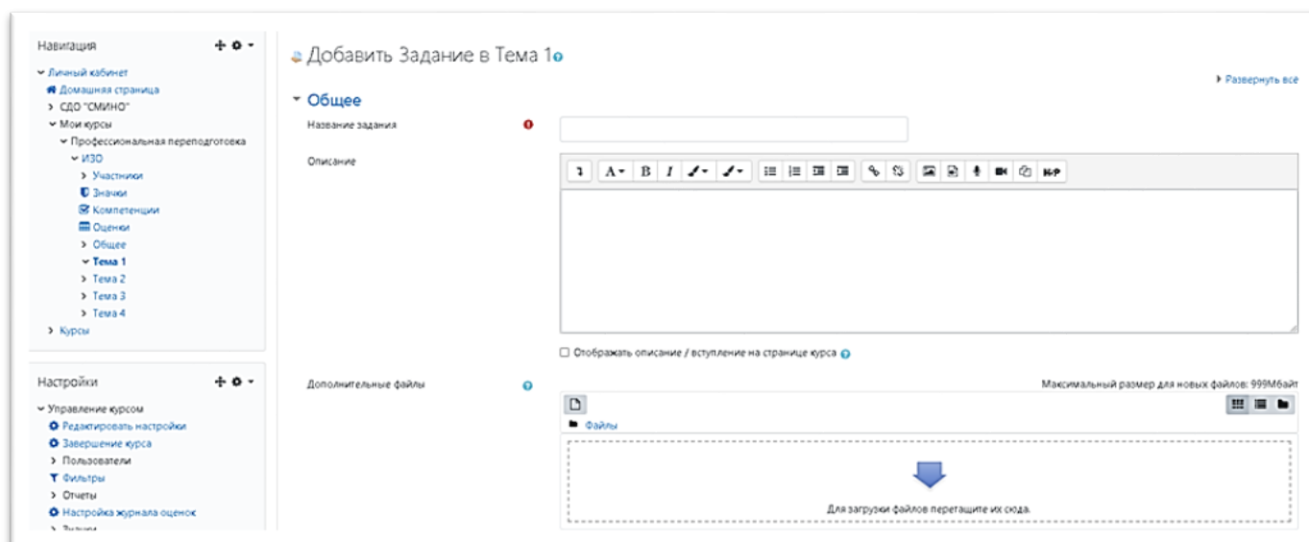 Навигация
Личный кабинет
Домашняя страница
СДО "СМИНО"
Мои курсы
Профессиональная переподготовка
ИЗО
Участники
Значки
Компетенции
Оценки
Общее
Тема 1
Тема 2
Тема 3
Тема 4
Курсы
Настройки
Управление курсом
Редактировать настройки
Завершение курса
Пользователи
Фильтры
Отчеты
Настройка журнала оценок
Значки
Добавить Задание в Тема 1
Развернуть все
Общее
Название задания
Описание
A B I H-P
Отображать описание / вступление на странице курса
Дополнительные файлы
Максимальный размер для новых файлов: 999Мбайт
Файлы
Для загрузки файлов перетащите их сюда.